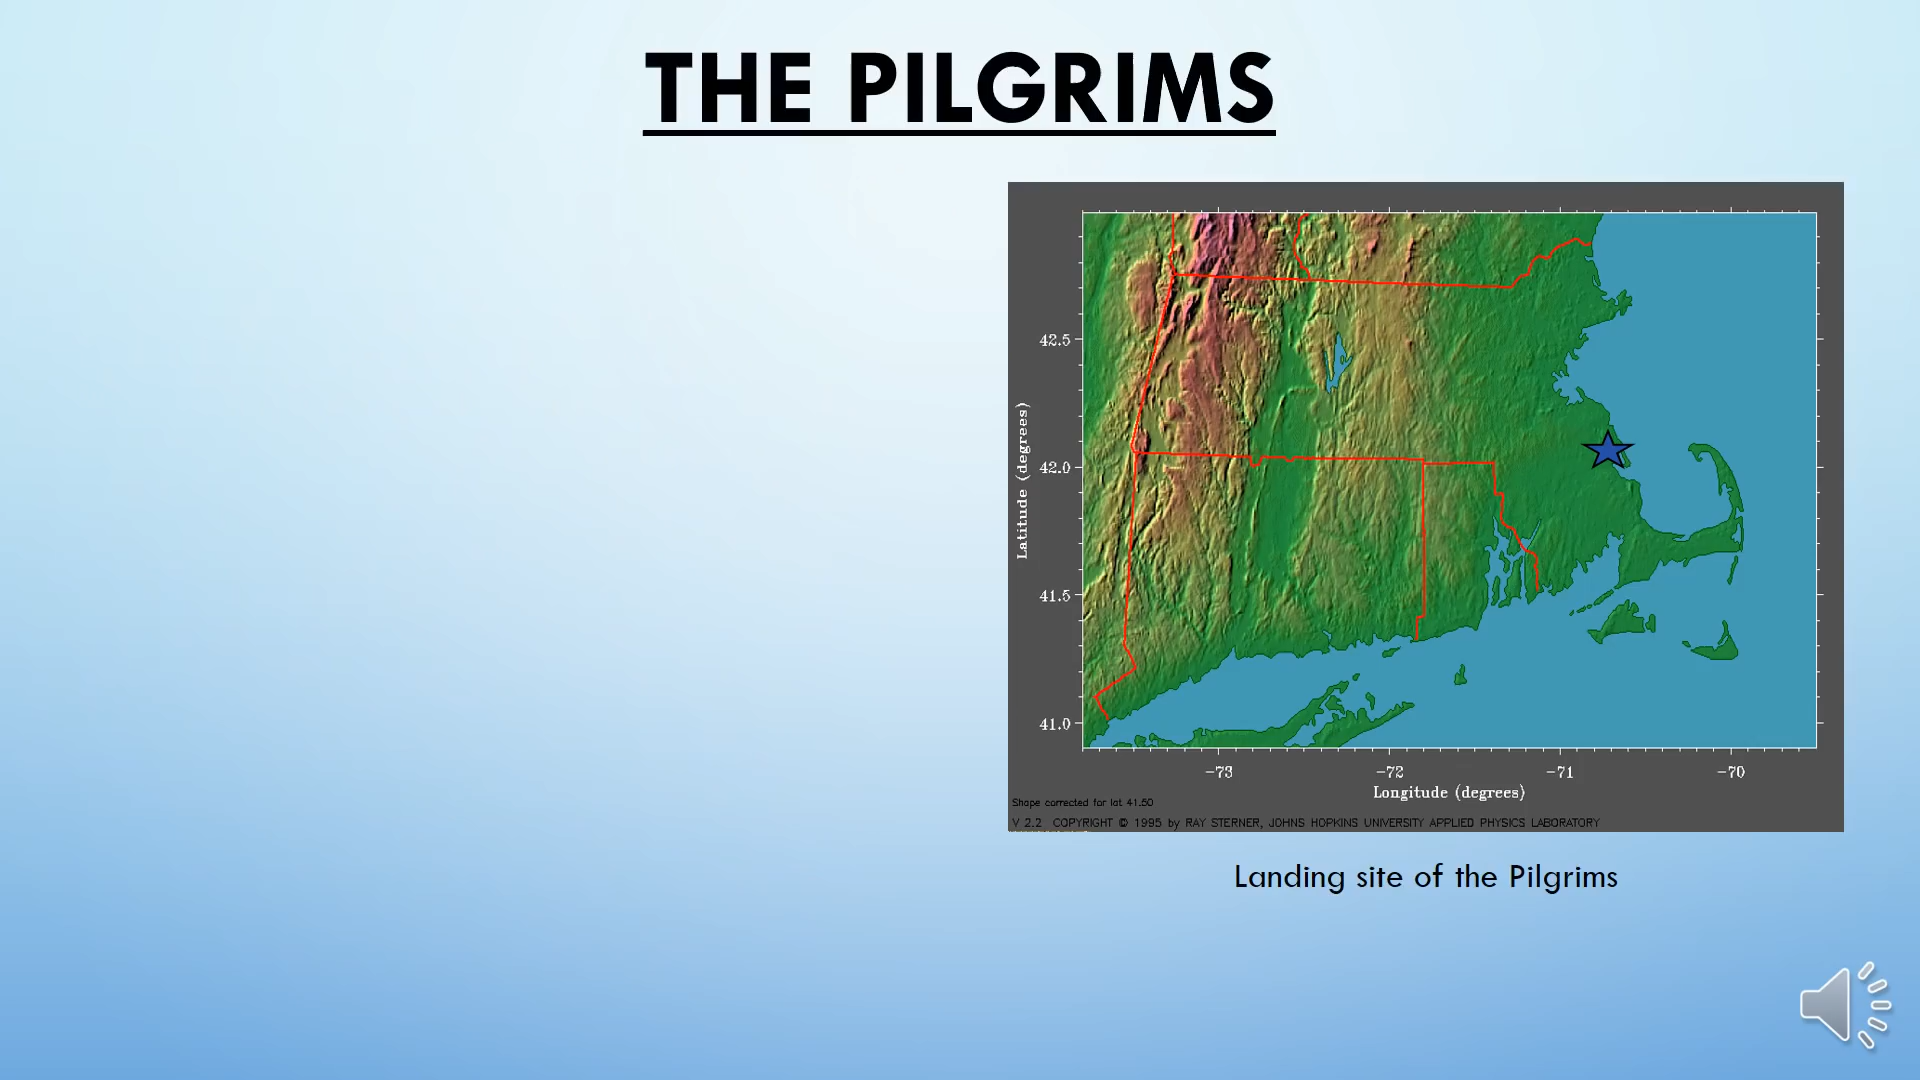 THE PILGRIMS
42.5
42.0
41.5
41.0
Latitude (degrees)
-73
-72
-71
-70
Longitude (degrees)
Shape corrected for lat 41.50
V 2.2 COPYRIGHT © 1995 by RAY STERNER, JOHNS HOPKINS UNIVERSITY APPLIED PHYSICS LABORATORY
Landing site of the Pilgrims